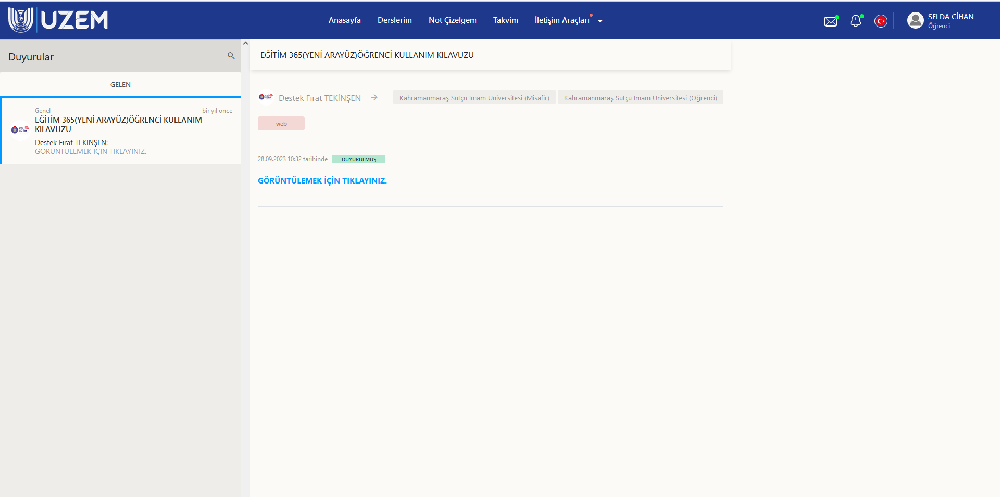 UZEM
Anasayfa Derslerim Not Çizelgem Takvim İletişim Araçları
SELDA CİHAN
Öğrenci
Duyurular
GELEN
Genel bir yıl önce
EĞİTİM 365(YENİ ARAYÜZ)ÖĞRENCİ KULLANIM
KILAVUZU
Destek Fırat TEKİNŞEN:
GÖRÜNTÜLEMEK İÇİN TIKLAYINIZ.
KSÜ
UZEM
EĞİTİM 365(YENİ ARAYÜZ)ÖĞRENCİ KULLANIM KILAVUZU
Destek Fırat TEKİNŞEN → Kahramanmaraş Sütçü İmam Üniversitesi (Misafir) Kahramanmaraş Sütçü İmam Üniversitesi (Öğrenci)
web
28.09.2023 10:32 tarihinde DUYURULMUŞ
GÖRÜNTÜLEMEK İÇİN TIKLAYINIZ.